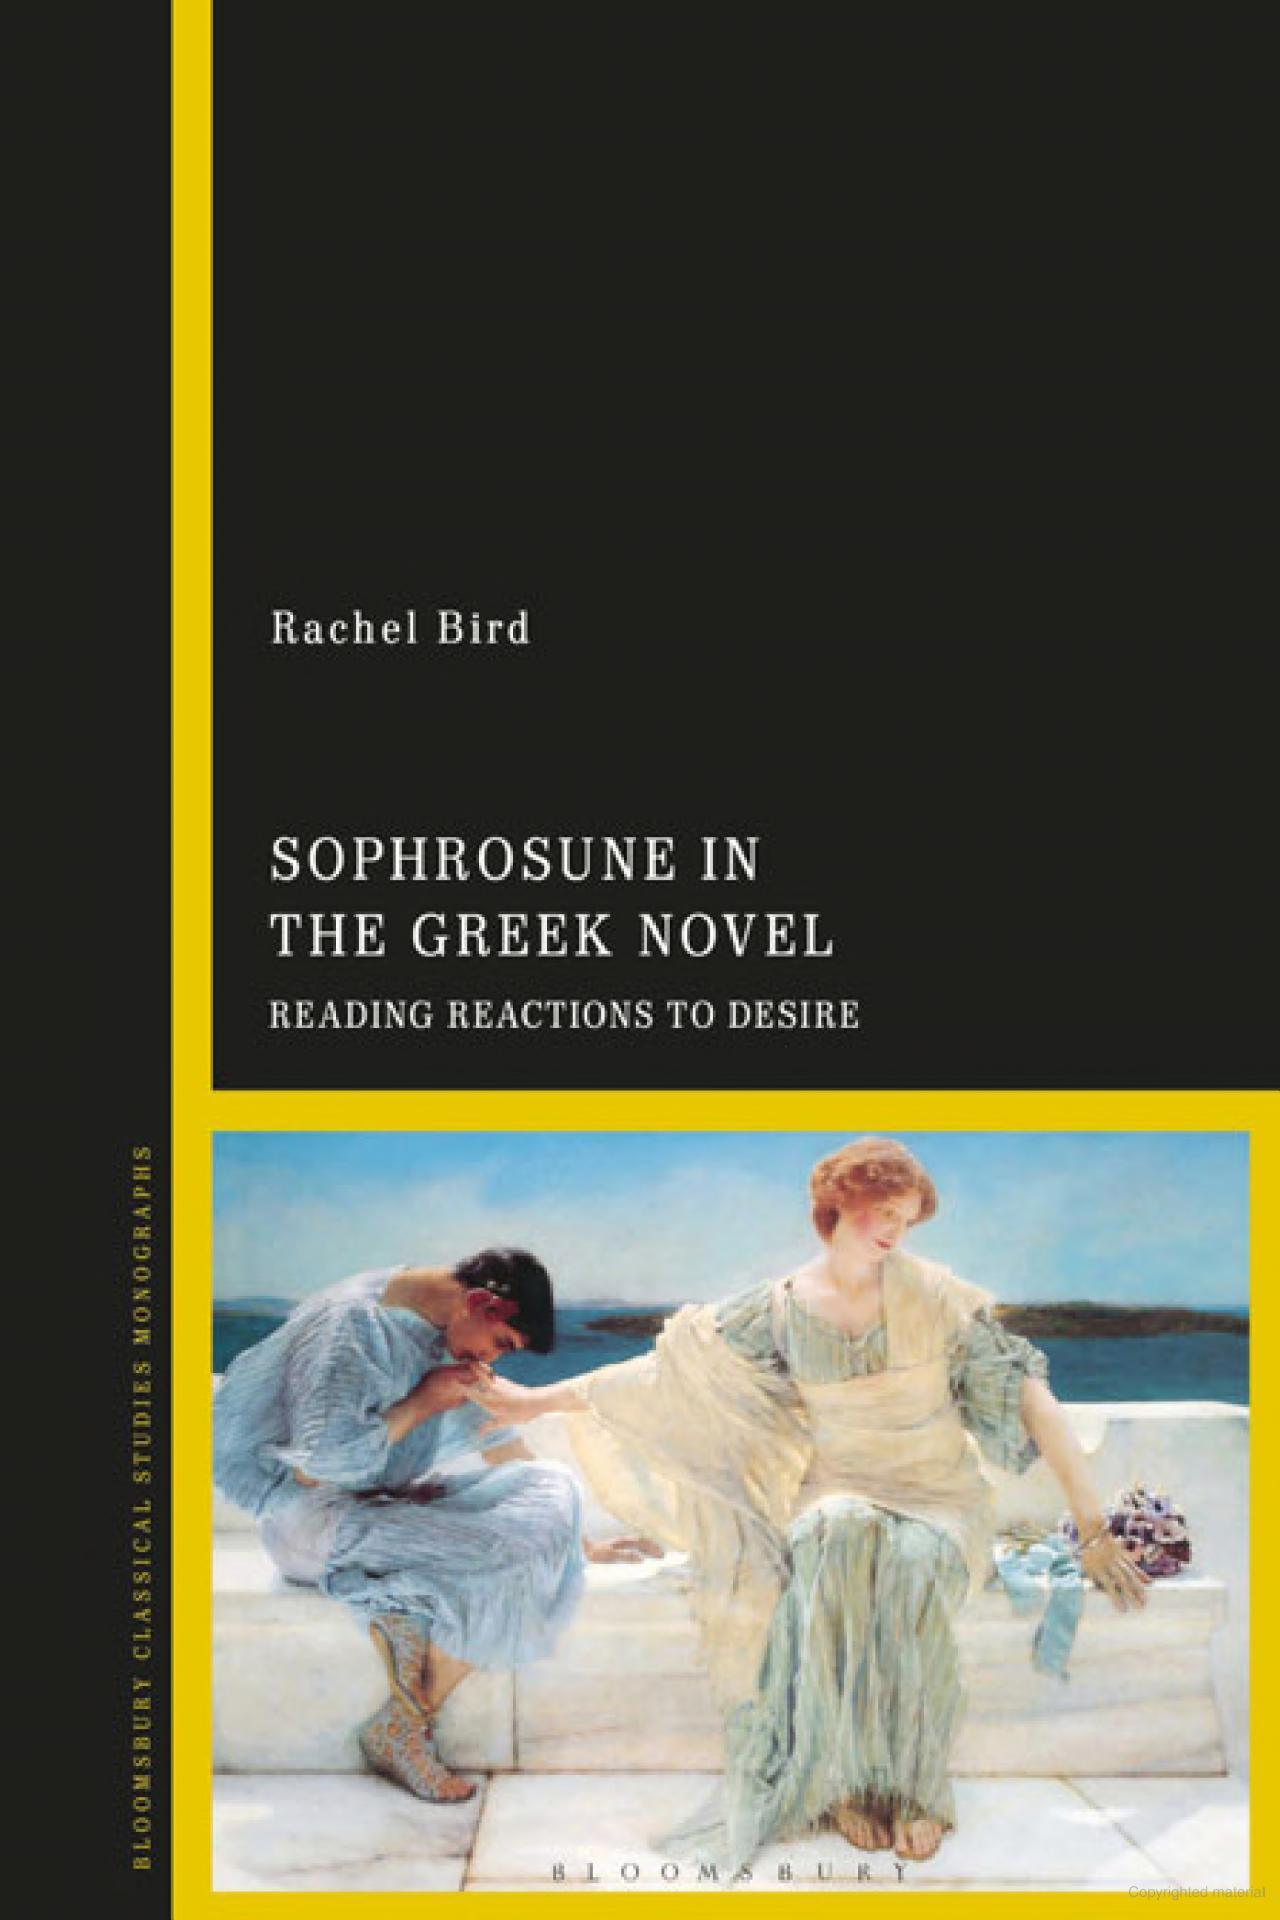 Rachel Bird
SOPHROSUNE IN
THE GREEK NOVEL
READING REACTIONS TO DESIRE
BLOOMSBURY CLASSICAL STUDIES MONOGRAPHS
BLOOMSBURY
Copyrighted material